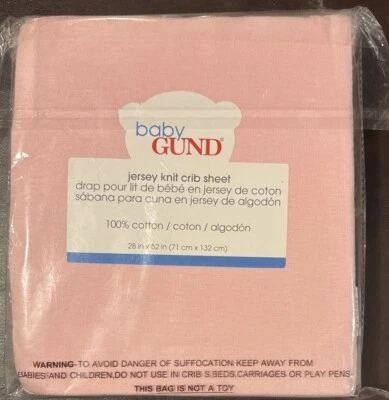 baby
GUND®
jersey knit crib sheet
drap pour lit de bébé en jersey de coton
sábana para cuna en jersey de algodón
100% cotton / coton / algodón
28 in x 52 in (71 cm x 132 cm)
WARNING-TO AVOID DANGER OF SUFFOCATION KEEP AWAY FROM
BABIES AND CHILDREN,DO NOT USE IN CRIB S,BEDS,CARRIAGES OR PLAY PENS
THIS BAG IS NOT A TOY